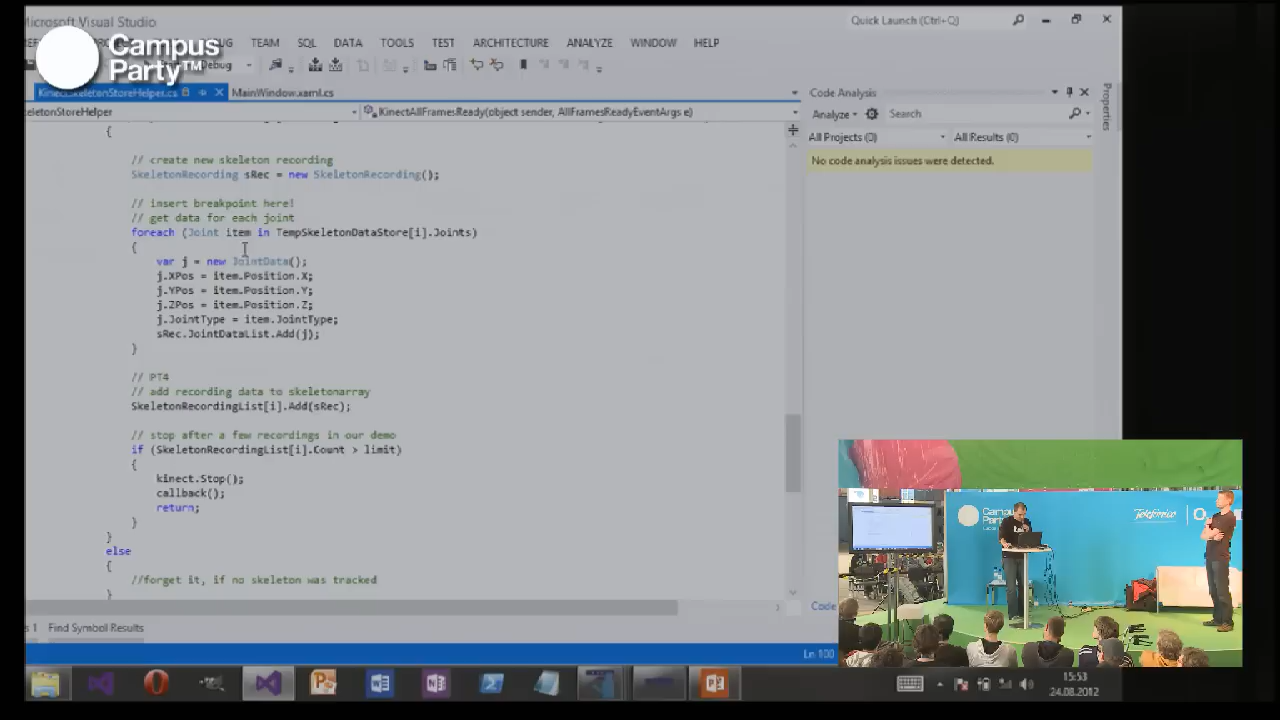 Microsoft Visual Studio
Quick Launch (Ctrl+Q)
Campus
Party™
TEAM SQL DATA TOOLS TEST ARCHITECTURE ANALYZE WINDOW HELP
Debug
KinectSkeletonStoreHelper.cs MainWindow.xaml.cs
eletonStoreHelper
KinectAllFramesReady(object sender, AllFramesReadyEventArgs e)
{
// create new skeleton recording
SkeletonRecording sRec = new SkeletonRecording();
// insert breakpoint here!
// get data for each joint
foreach (Joint item in TempSkeletonDataStore[i].Joints)
{
var j = new JointData();
j.XPos = item.Position.X;
j.YPos = item.Position.Y;
j.ZPos = item.Position.Z;
j.JointType = item.JointType;
sRec.JointDataList.Add(j);
}
// PT4
// add recording data to skeletonarray
SkeletonRecordingList[i].Add(sRec);
// stop after a few recordings in our demo
if (SkeletonRecordingList[i].Count > limit)
{
kinect.Stop();
callback();
return;
}
}
else
{
//forget it, if no skeleton was tracked
}
s 1 Find Symbol Results
Code Analysis
Analyze Search
All Projects (0) All Results (0)
No code analysis issues were detected.
Properties
Code
Ln 100
Campus
Party
Telefónica
15:53
24.08.2012